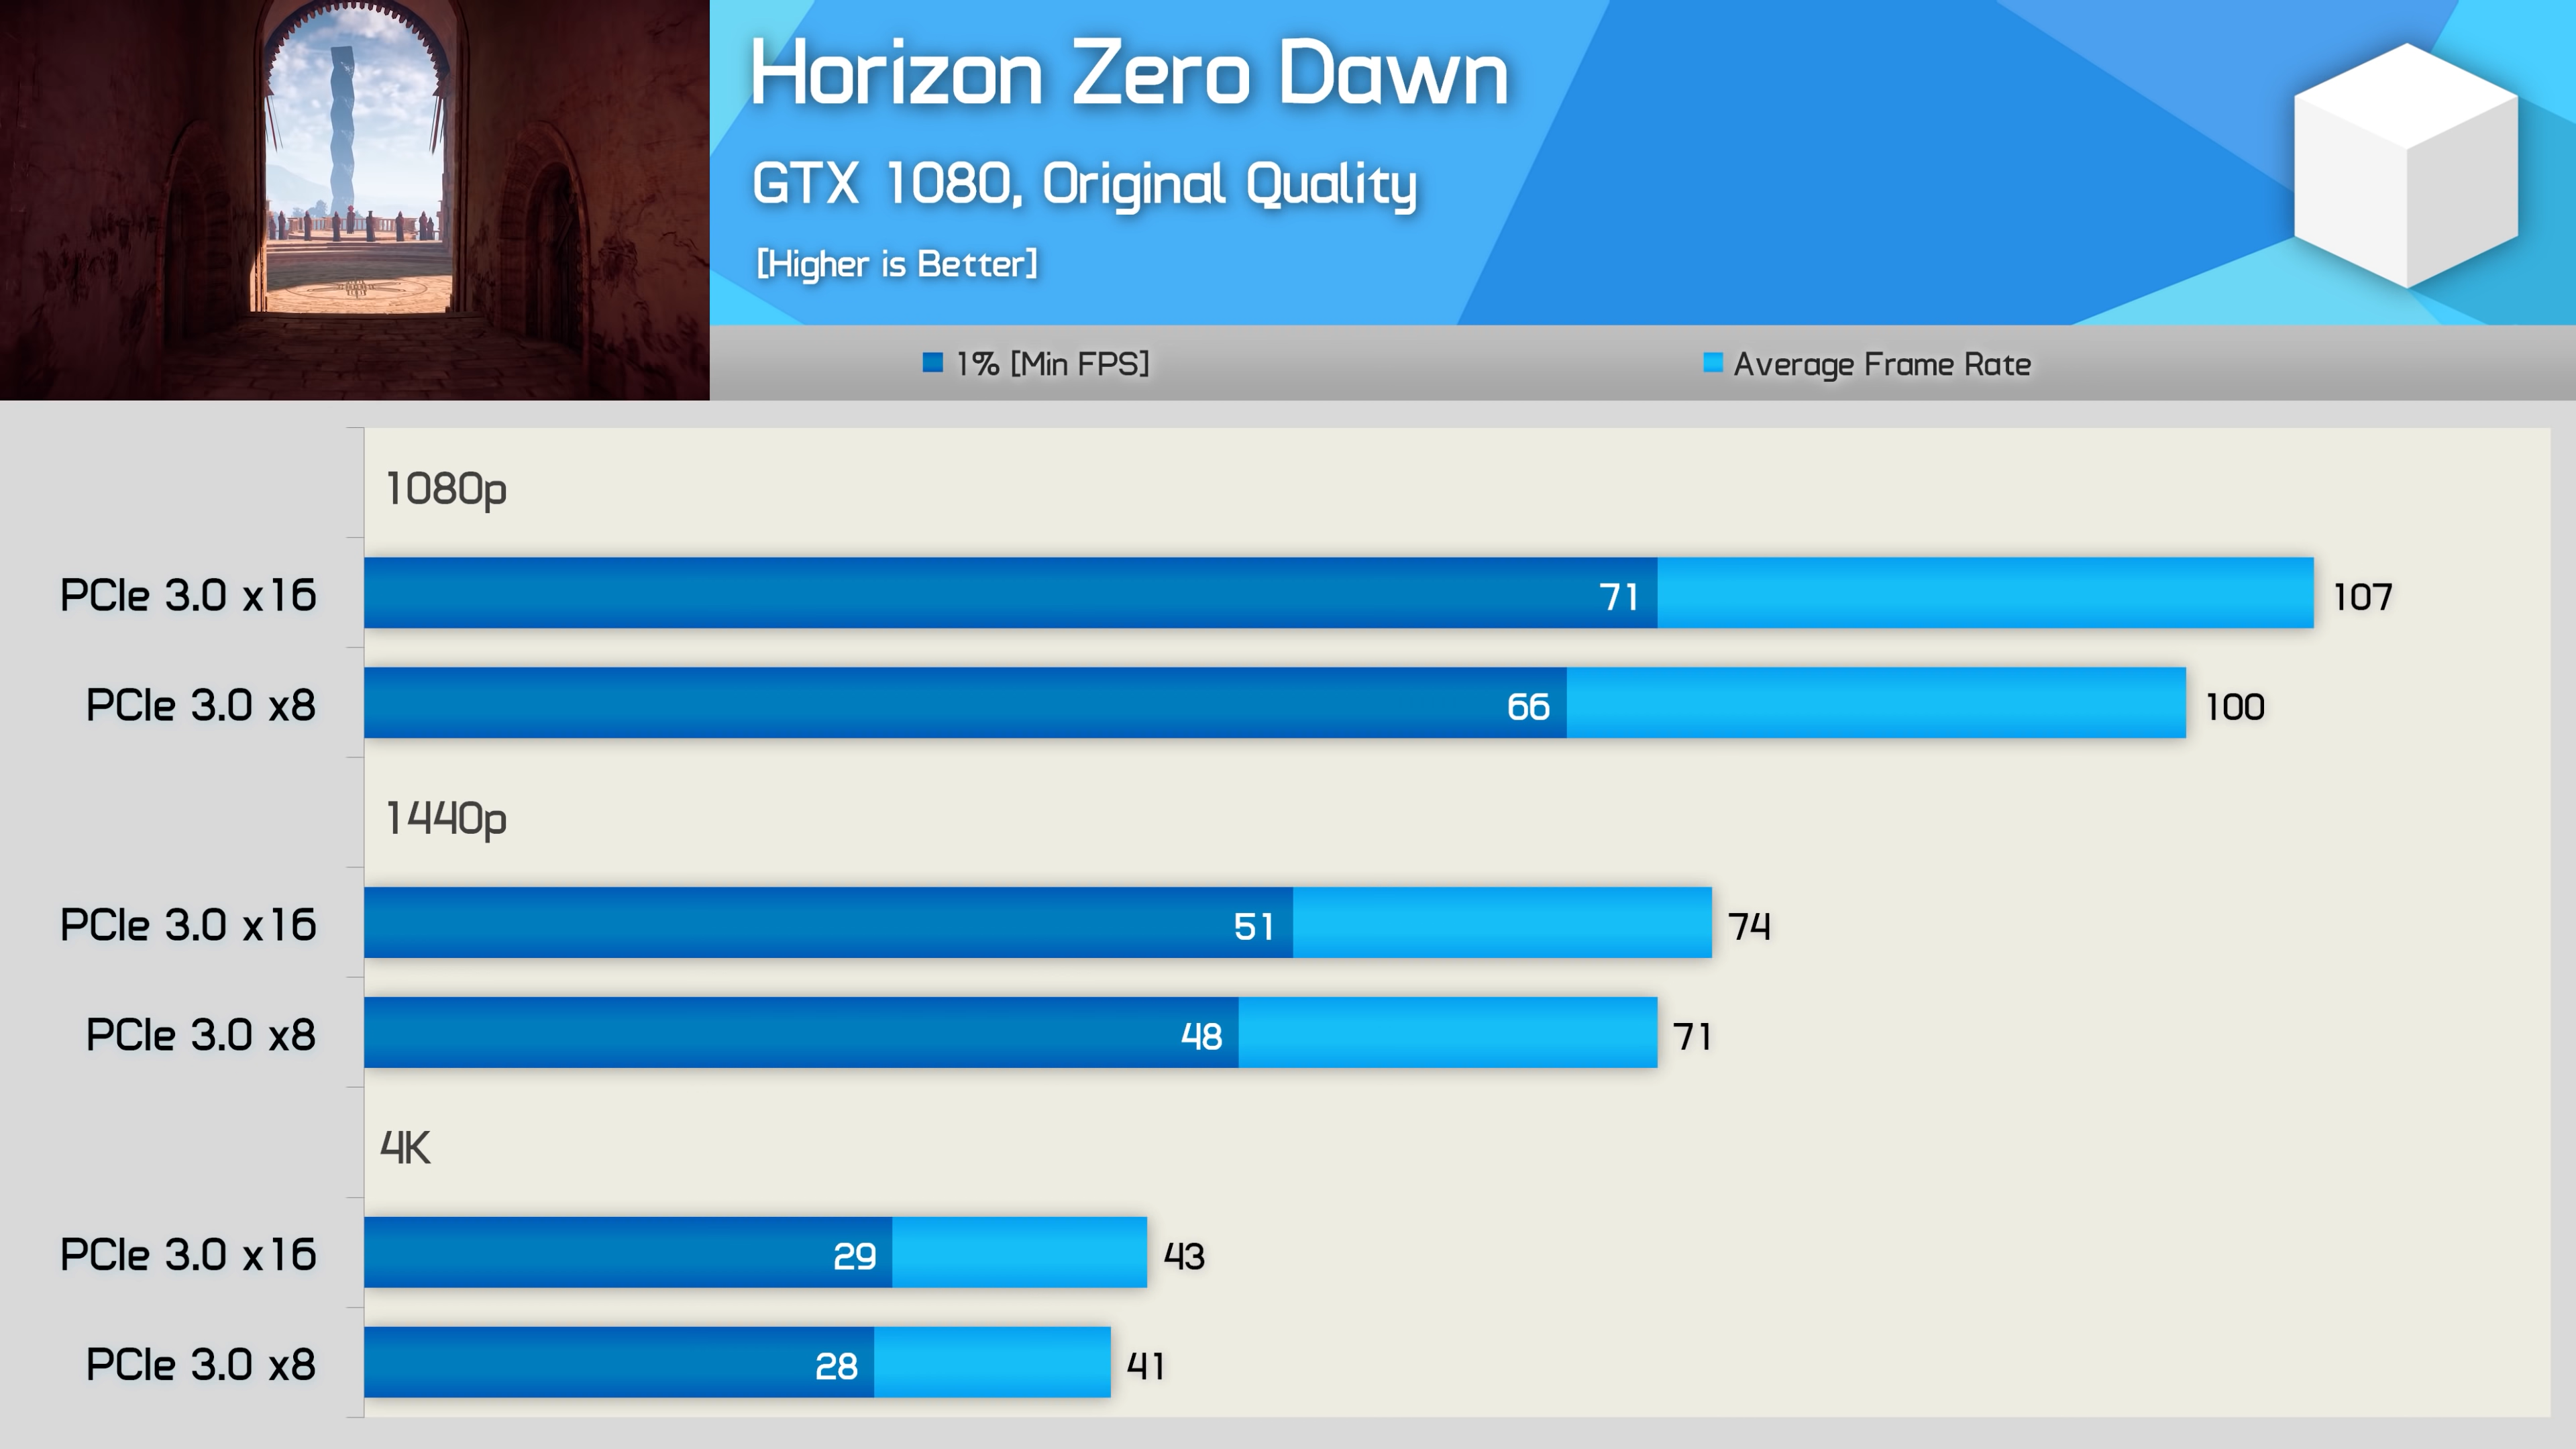 Horizon Zero Dawn
GTX 1080, Original Quality
[Higher is Better]
1% [Min FPS]
Average Frame Rate
1080p
PCIe 3.0 x16
71
107
PCIe 3.0 x8
66
100
1440p
PCIe 3.0 x16
51
74
PCIe 3.0 x8
48
71
4K
PCIe 3.0 x16
29
43
PCIe 3.0 x8
28
41